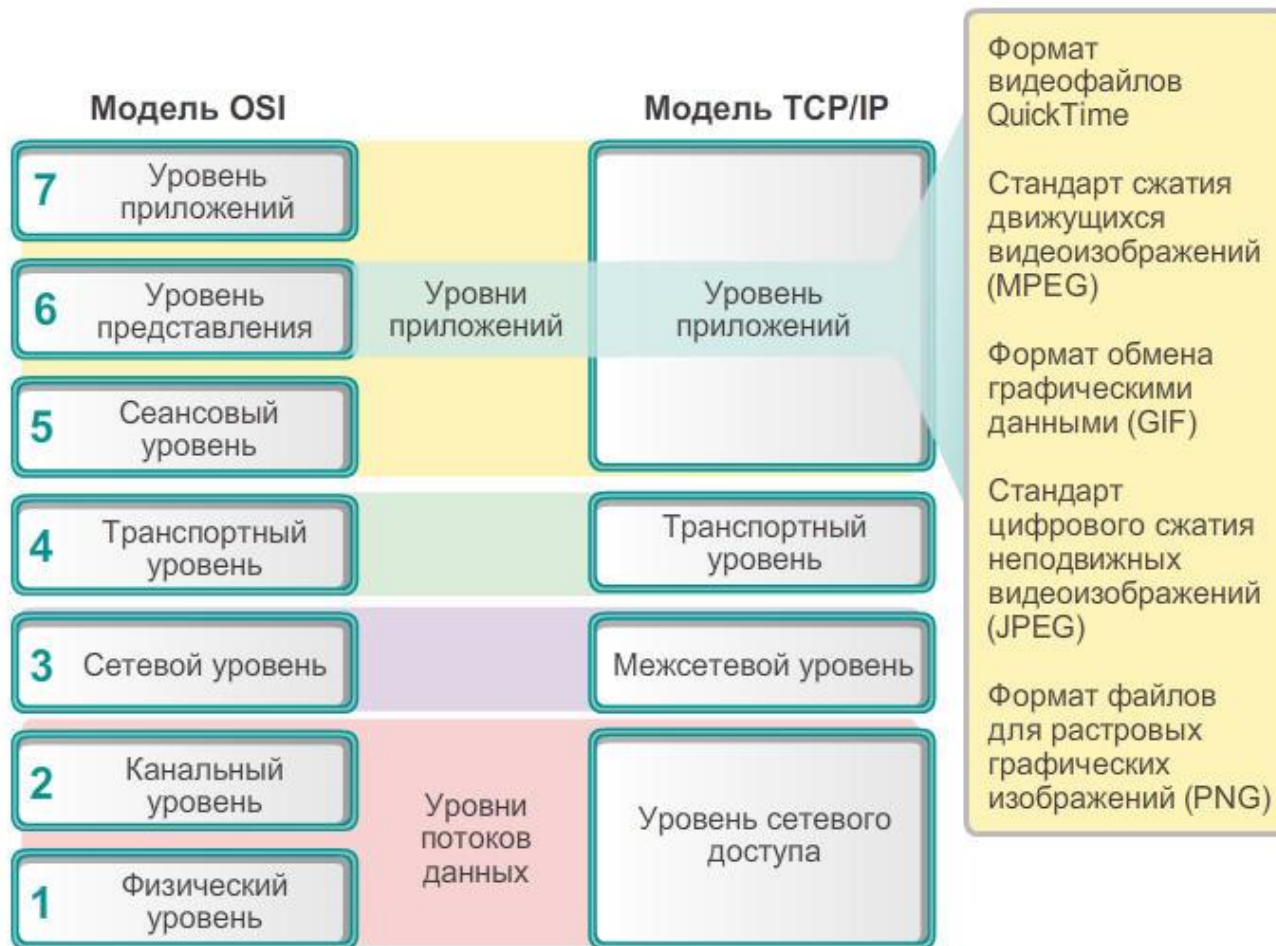 Модель OSI
Модель TCP/IP
7
Уровень
приложений
6
Уровень
представления
5
Сеансовый
уровень
4
Транспортный
уровень
3
Сетевой уровень
2
Канальный
уровень
1
Физический
уровень
Уровни
приложений
Уровни
потоков
данных
Уровень
приложений
Транспортный
уровень
Межсетевой уровень
Уровень сетевого
доступа
Формат
видеофайлов
QuickTime
Стандарт сжатия
движущихся
видеоизображений
(MPEG)
Формат обмена
графическими
данными (GIF)
Стандарт
цифрового сжатия
неподвижных
видеоизображений
(JPEG)
Формат файлов
для растровых
графических
изображений (PNG)